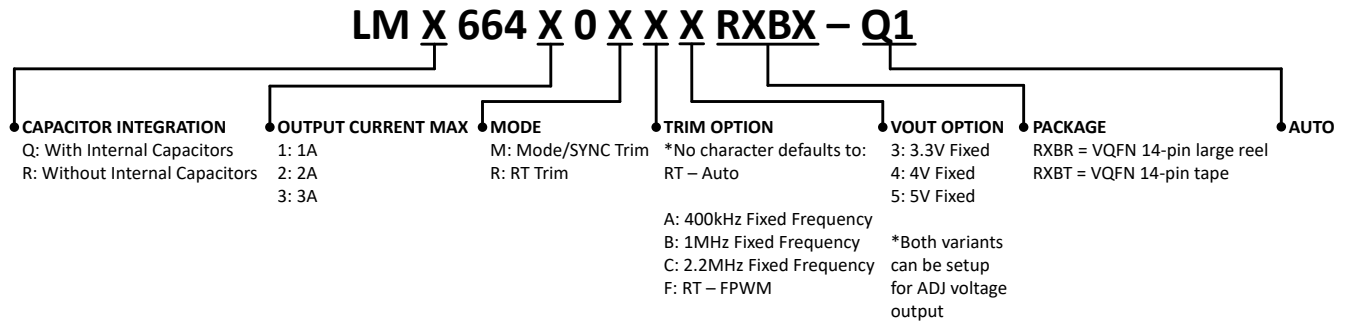 LM X 664 X 0 X X X RXBX – Q1
CAPACITOR INTEGRATION
Q: With Internal Capacitors
R: Without Internal Capacitors
OUTPUT CURRENT MAX
1: 1A
2: 2A
3: 3A
MODE
M: Mode/SYNC Trim
R: RT Trim
TRIM OPTION
*No character defaults to:
RT – Auto
A: 400kHz Fixed Frequency
B: 1MHz Fixed Frequency
C: 2.2MHz Fixed Frequency
F: RT – FPWM
VOUT OPTION
3: 3.3V Fixed
4: 4V Fixed
5: 5V Fixed
*Both variants
can be setup
for ADJ voltage
output
PACKAGE
RXBR = VQFN 14-pin large reel
RXBT = VQFN 14-pin tape
AUTO